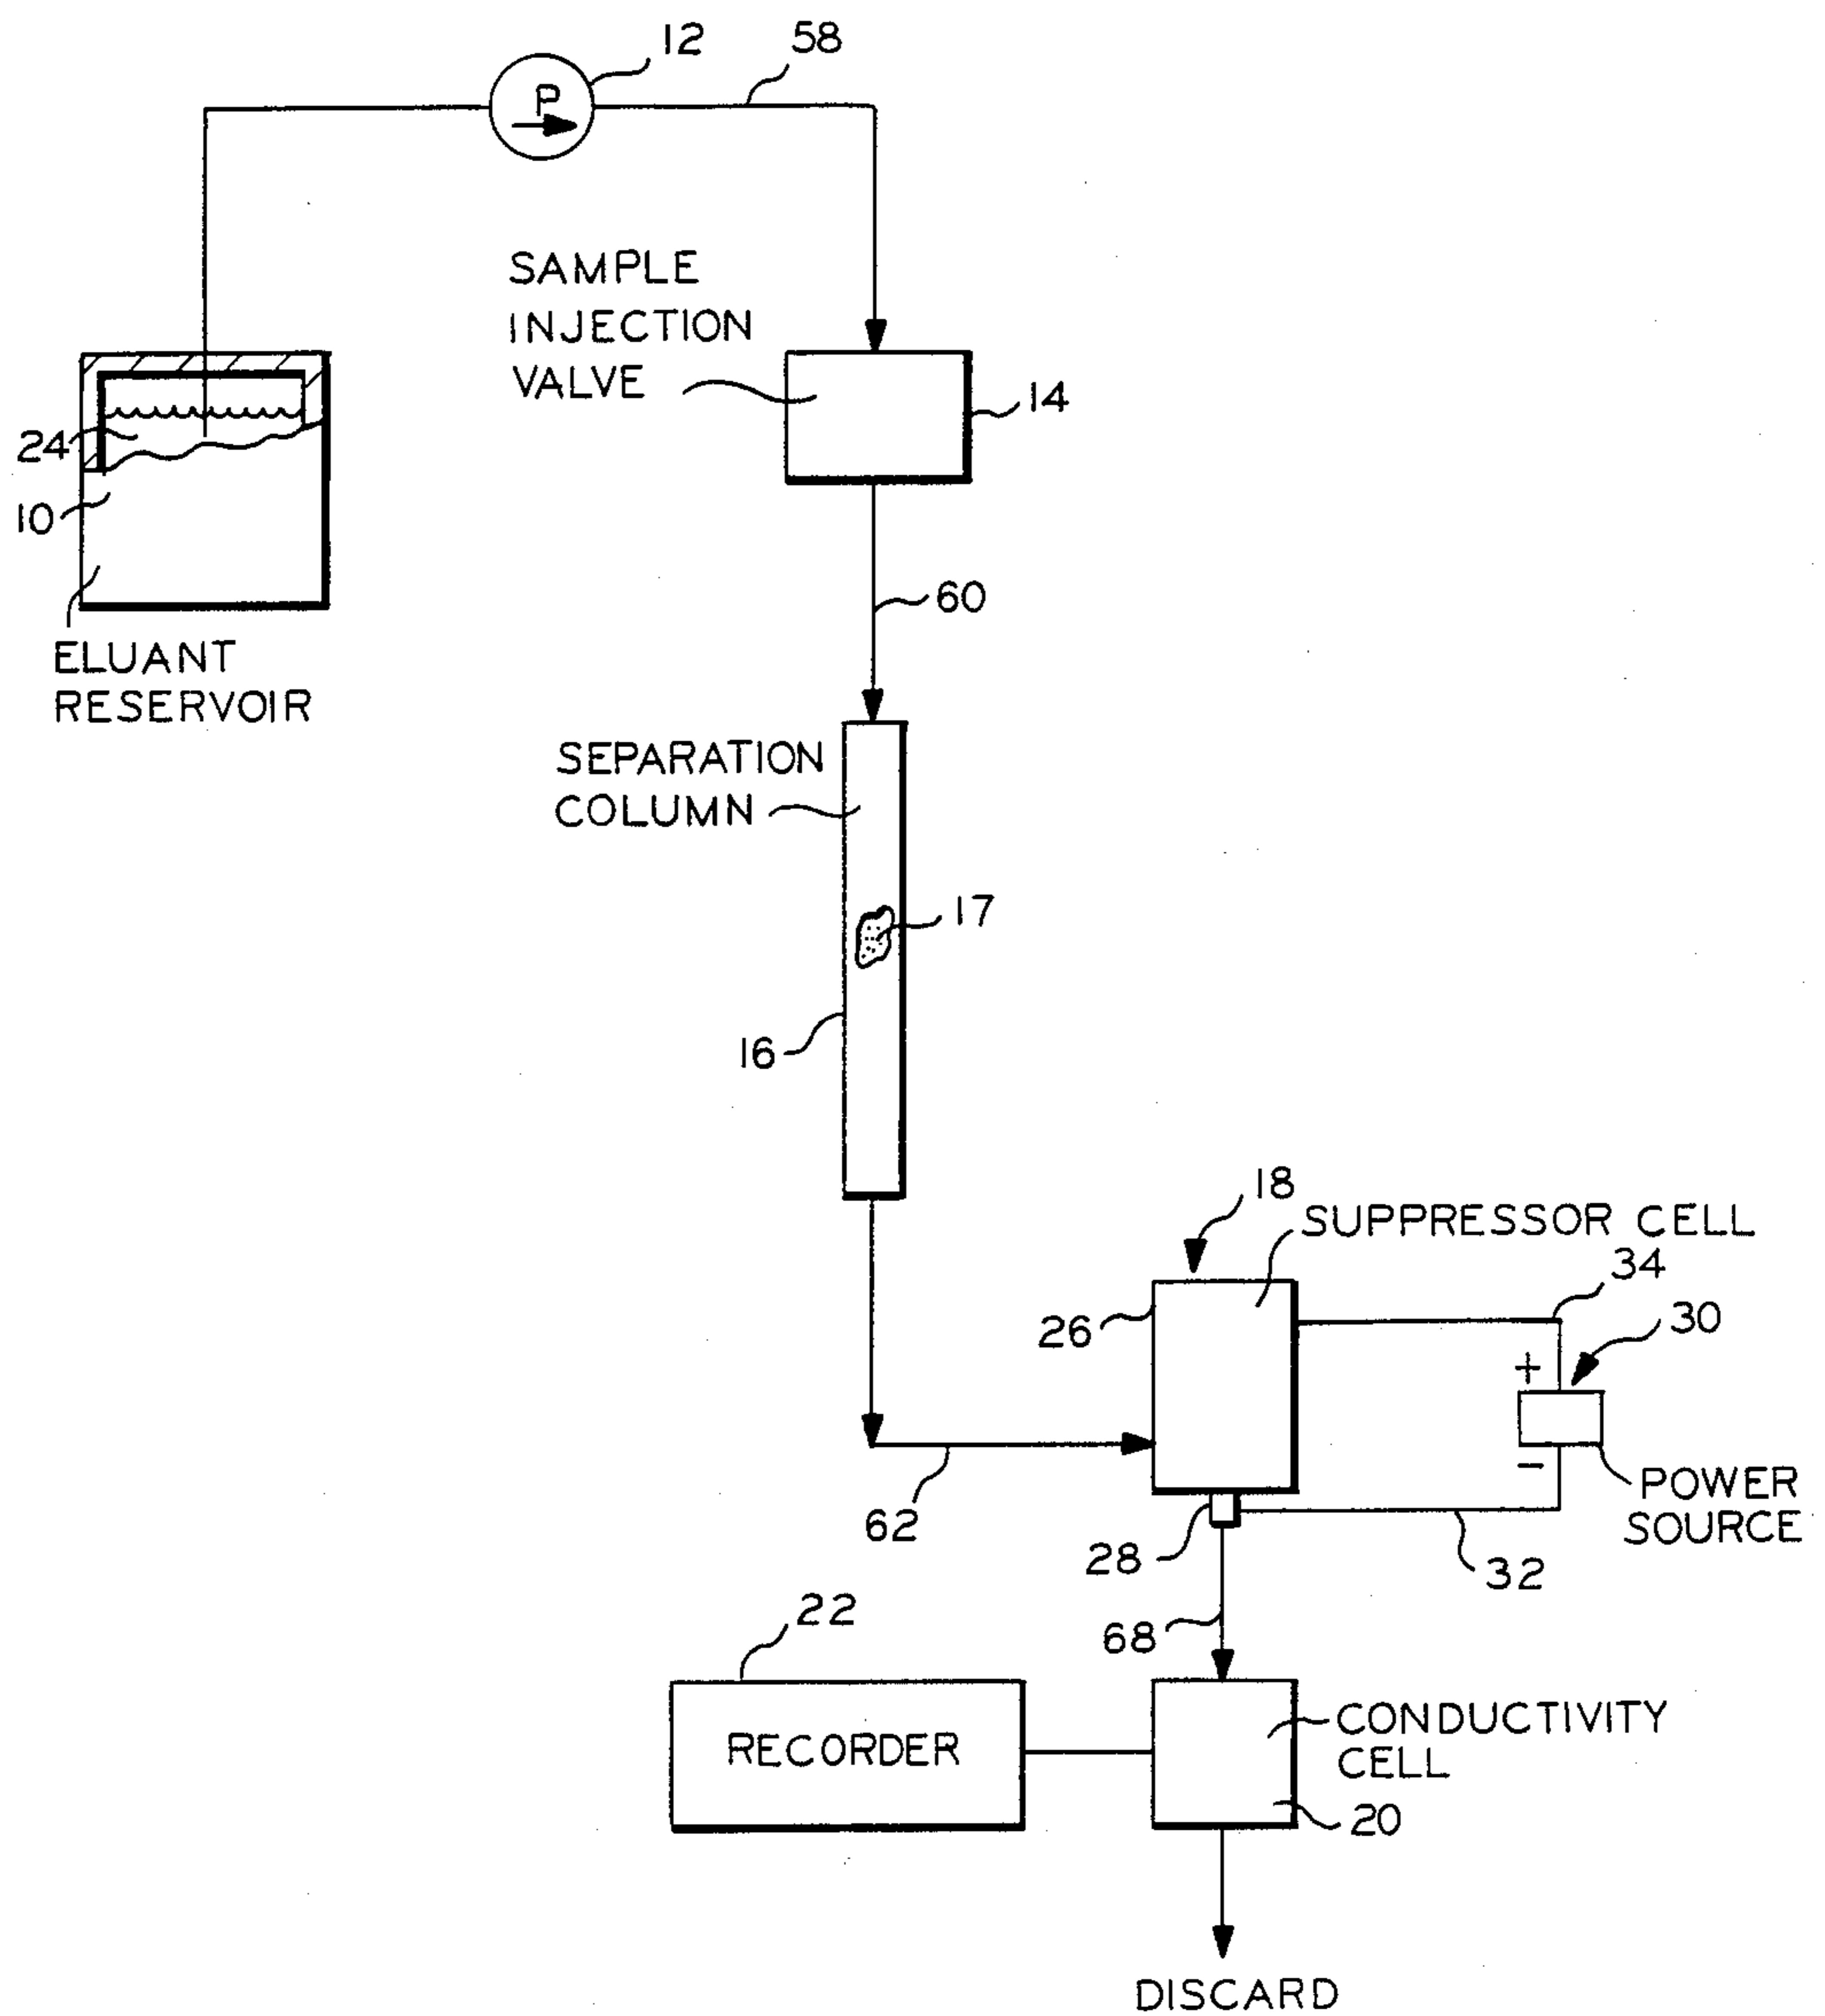 12
58
P
SAMPLE
INJECTION
VALVE
14
24
10
60
ELUANT
RESERVOIR
SEPARATION
COLUMN
17
16
18
SUPPRESSOR CELL
34
26
30
+
−
POWER
SOURCE
62
28
32
22
68
RECORDER
CONDUCTIVITY
CELL
20
DISCARD